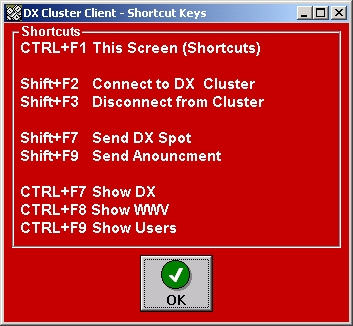 DX Cluster Client - Shortcut Keys
Shortcuts
CTRL+F1 This Screen (Shortcuts)
Shift+F2 Connect to DX Cluster
Shift+F3 Disconnect from Cluster
Shift+F7 Send DX Spot
Shift+F9 Send Anouncment
CTRL+F7 Show DX
CTRL+F8 Show WWV
CTRL+F9 Show Users
OK